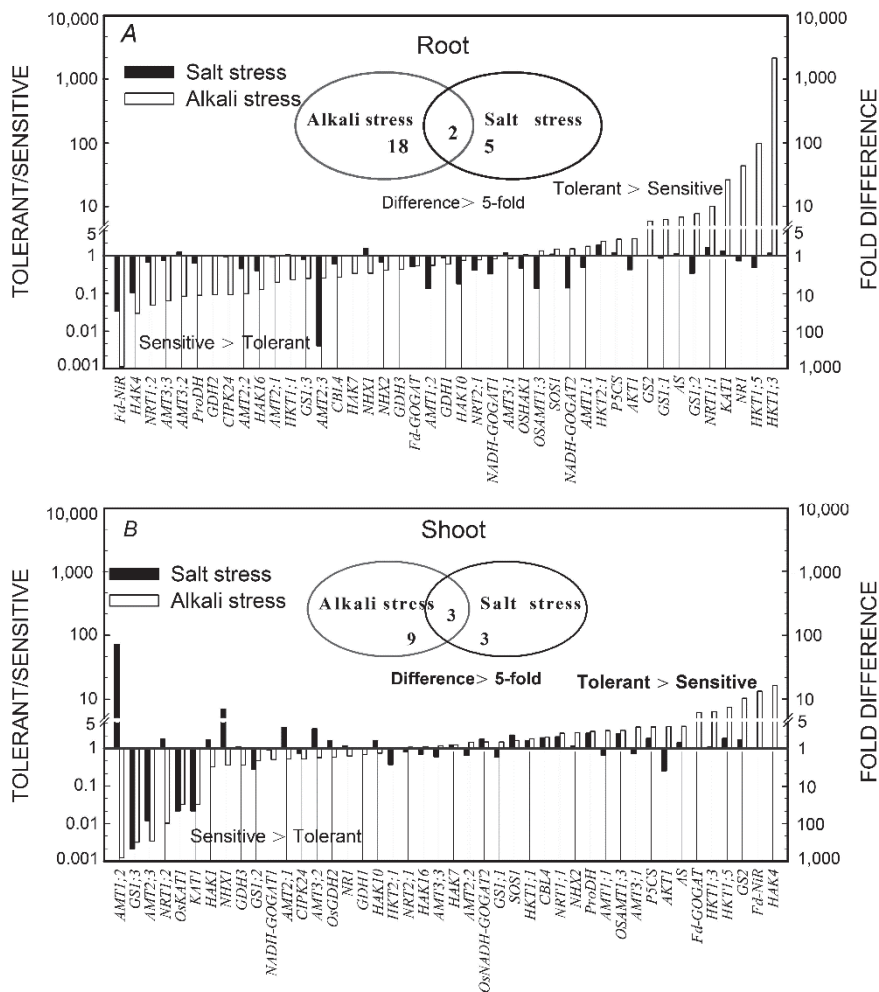 A
Root
Salt stress
Alkali stress
Alkali stress
18
2
Salt stress
5
Difference > 5-fold
Tolerant > Sensitive
Sensitive > Tolerant
TOLERANT/SENSITIVE
FOLD DIFFERENCE
10,000
1,000
100
10
5
1
0.1
0.01
0.001
10,000
1,000
100
10
5
1
10
100
1,000
Fd-NiR
HAK4
NRT1;2
AMT3;3
AMT3;2
ProDH
GDH2
CIPK24
AMT2;2
HAK16
AMT2;1
HKT1;1
GS1;3
AMT2;3
CBL4
HAK7
NHX1
NHX2
GDH3
Fd-GOGAT
AMT1;2
GDH1
HAK10
NRT2;1
NADH-GOGAT1
AMT3;1
OSHAK1
OSAMT1;3
SOS1
NADH-GOGAT2
AMT1;1
HKT2;1
P5CS
AKT1
GS2
GS1;1
AS
GS1;2
NRT1;1
KAT1
NR1
HKT1;5
HKT1;3
B
Shoot
Salt stress
Alkali stress
Alkali stress
9
3
Salt stress
3
Difference > 5-fold
Tolerant > Sensitive
Sensitive > Tolerant
TOLERANT/SENSITIVE
FOLD DIFFERENCE
10,000
1,000
100
10
5
1
0.1
0.01
0.001
10,000
1,000
100
10
5
1
10
100
1,000
AMT1;2
GS1;3
AMT2;3
NRT1;2
OsKAT1
KAT1
HAK1
NHX1
GDH3
GS1;2
NADH-GOGAT1
AMT2;1
CIPK24
AMT3;2
OsGDH2
NR1
GDH1
HAK10
HKT2;1
NRT2;1
HAK16
AMT3;3
HAK7
AMT2;2
OsNADH-GOGAT2
GS1;1
SOS1
HKT1;1
CBL4
NRT1;1
NHX2
ProDH
AMT1;1
OSAMT1;3
AMT3;1
P5CS
AKT1
AS
Fd-GOGAT
HKT1;3
HKT1;5
GS2
Fd-NiR
HAK4